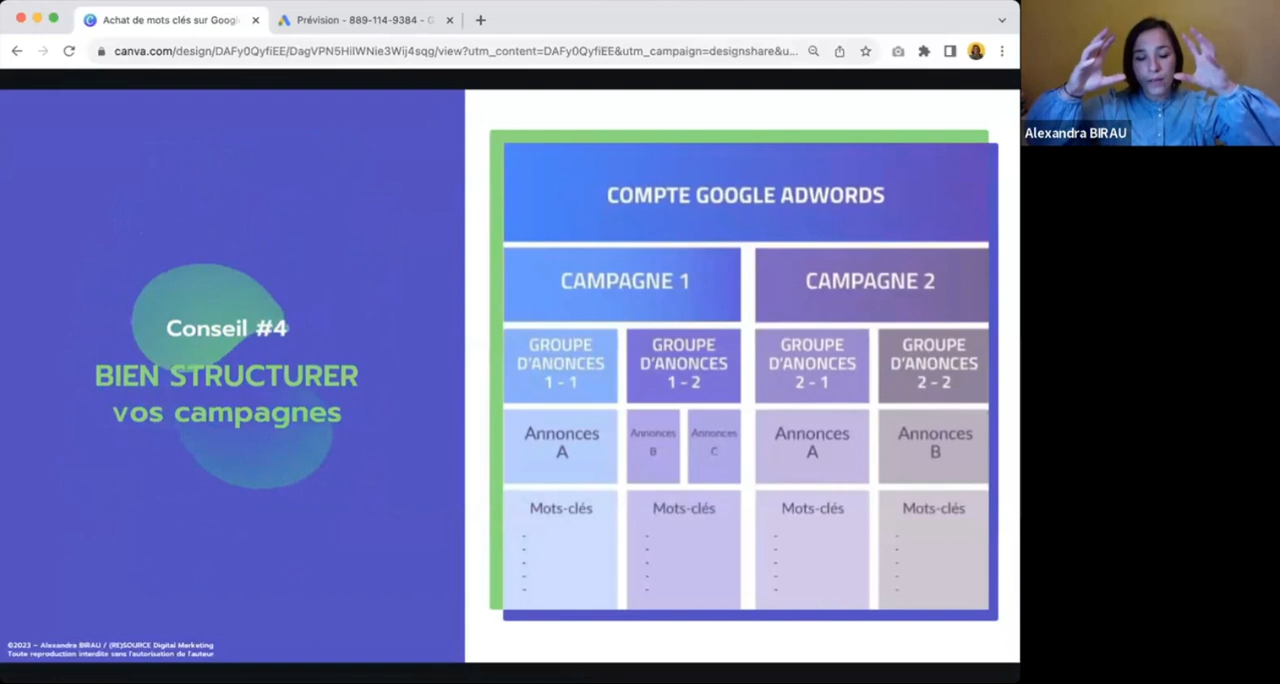 Achat de mots clés sur Googl
Prévision - 889-114-9384 - G
canva.com/design/DAFy0QyfiEE/DagVPN5HilWNie3Wij4sqg/view?utm_content=DAFy0QyfiEE&utm_campaign=designshare&u...
Alexandra BIRAU
Conseil #4
BIEN STRUCTURER
vos campagnes
©2023 – Alexandra BIRAU / (RE)SOURCE Digital Marketing
Toute reproduction interdite sans l'autorisation de l'auteur
COMPTE GOOGLE ADWORDS
CAMPAGNE 1
CAMPAGNE 2
GROUPE
D'ANONCES
1 - 1
GROUPE
D'ANONCES
1 - 2
GROUPE
D'ANONCES
2 - 1
GROUPE
D'ANONCES
2 - 2
Annonces
A
Annonces
B
Annonces
C
Annonces
A
Annonces
B
Mots-clés
-
-
-
-
-
Mots-clés
-
-
-
-
-
Mots-clés
-
-
-
-
-
Mots-clés
-
-
-
-
-